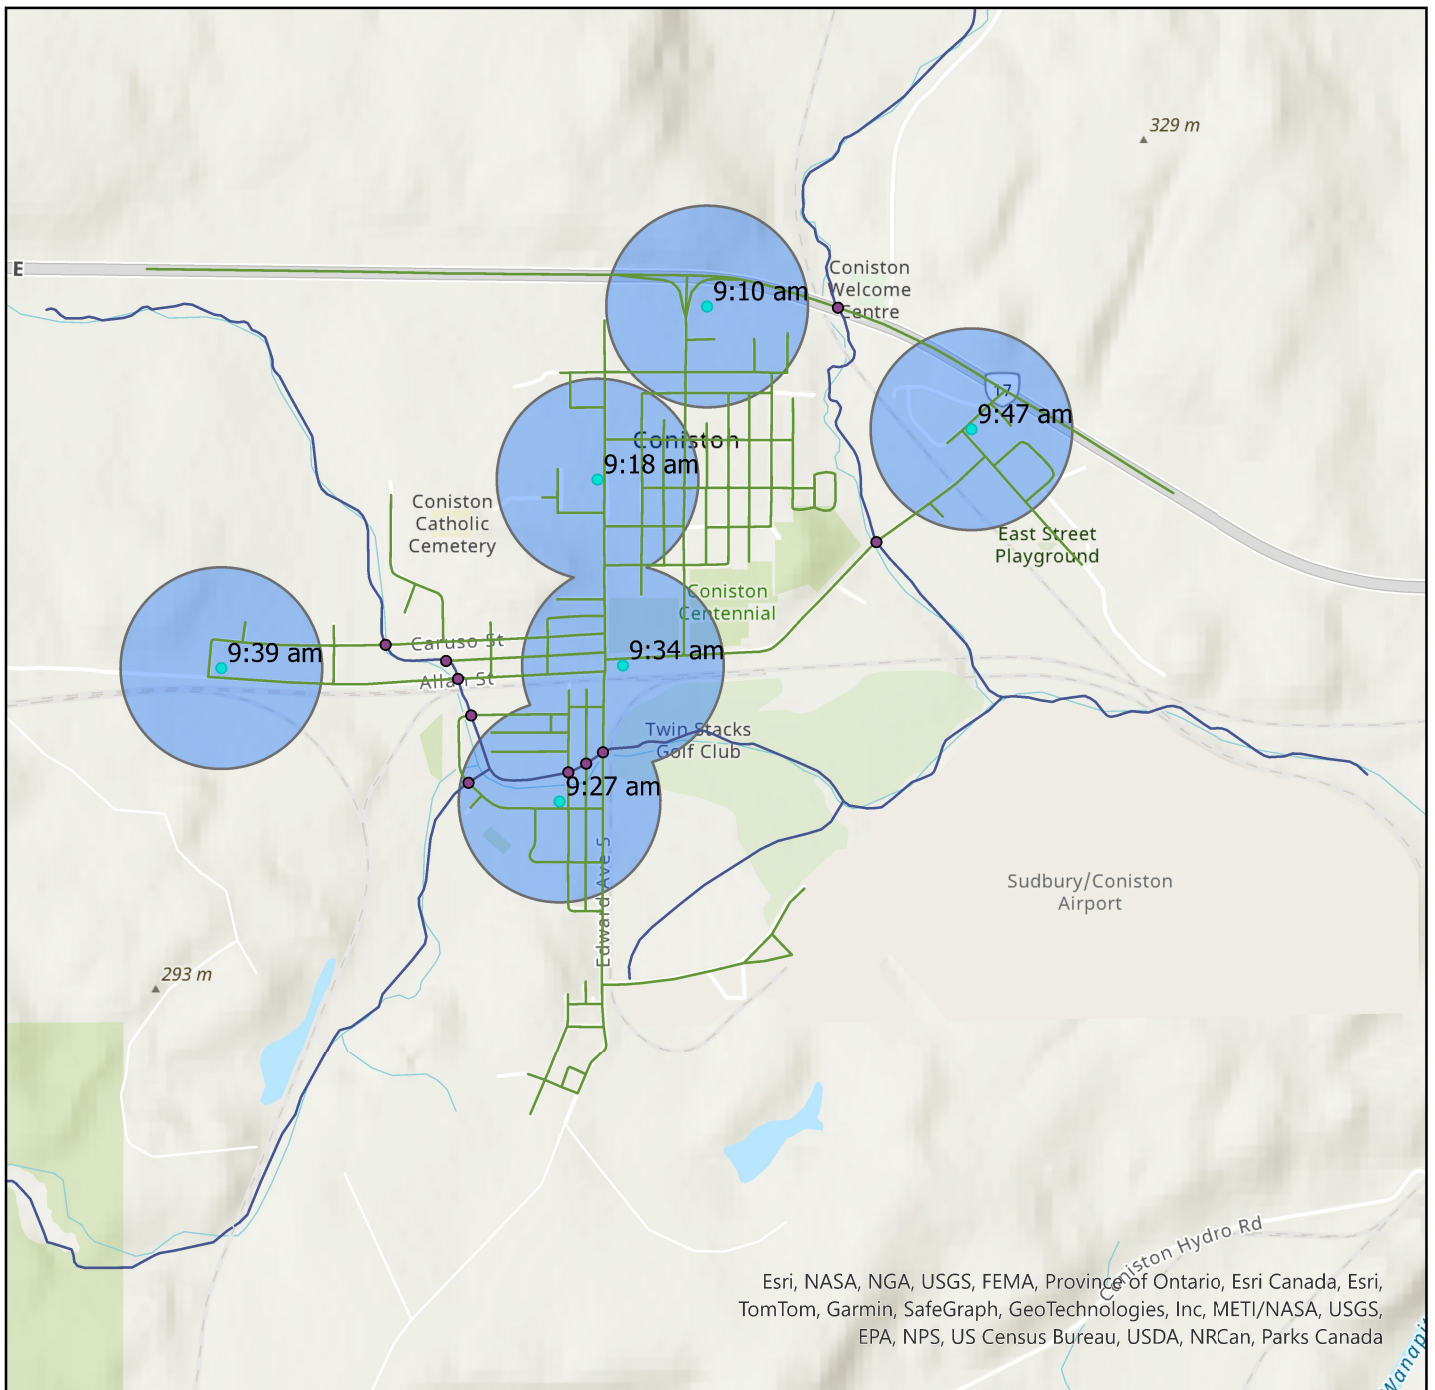 329 m
E
Coniston
Welcome
Centre
9:10 am
17
9:47 am
Coniston
9:18 am
Coniston
Catholic
Cemetery
East Street
Playground
Coniston
Centennial
Caruso St
9:39 am
9:34 am
Allan St
Twin Stacks
Golf Club
9:27 am
Edward Ave S
Sudbury/Coniston
Airport
293 m
Coniston Hydro Rd
Esri, NASA, NGA, USGS, FEMA, Province of Ontario, Esri Canada, Esri,
TomTom, Garmin, SafeGraph, GeoTechnologies, Inc, METI/NASA, USGS,
EPA, NPS, US Census Bureau, USDA, NRCan, Parks Canada